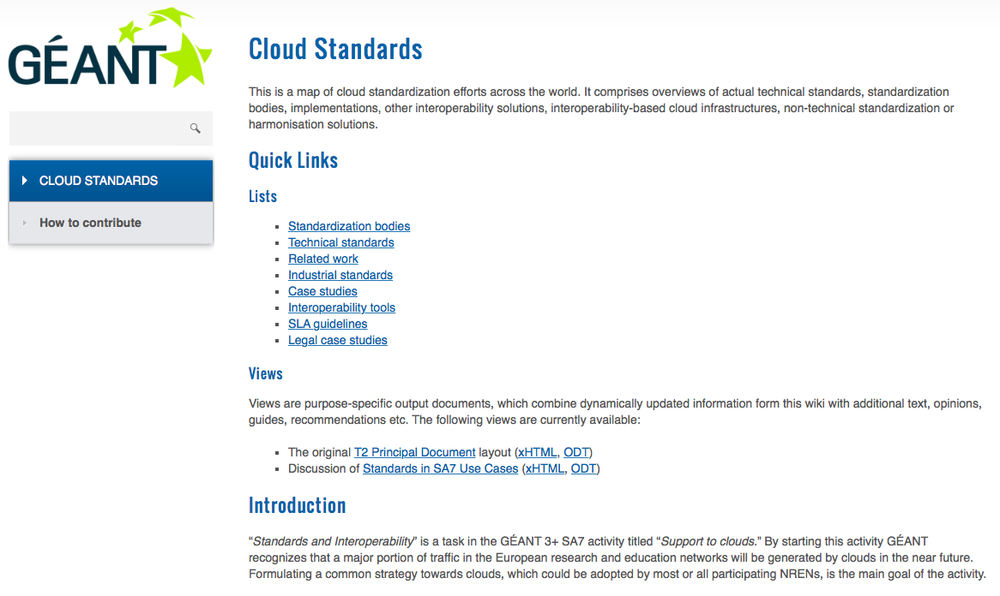 GÉANT
CLOUD STANDARDS
How to contribute
Cloud Standards
This is a map of cloud standardization efforts across the world. It comprises overviews of actual technical standards, standardization
bodies, implementations, other interoperability solutions, interoperability-based cloud infrastructures, non-technical standardization or
harmonisation solutions.
Quick Links
Lists
Standardization bodies
Technical standards
Related work
Industrial standards
Case studies
Interoperability tools
SLA guidelines
Legal case studies
Views
Views are purpose-specific output documents, which combine dynamically updated information form this wiki with additional text, opinions,
guides, recommendations etc. The following views are currently available:
The original T2 Principal Document layout (xHTML, ODT)
Discussion of Standards in SA7 Use Cases (xHTML, ODT)
Introduction
“Standards and Interoperability” is a task in the GÉANT 3+ SA7 activity titled “Support to clouds.” By starting this activity GÉANT
recognizes that a major portion of traffic in the European research and education networks will be generated by clouds in the near future.
Formulating a common strategy towards clouds, which could be adopted by most or all participating NRENs, is the main goal of the activity.